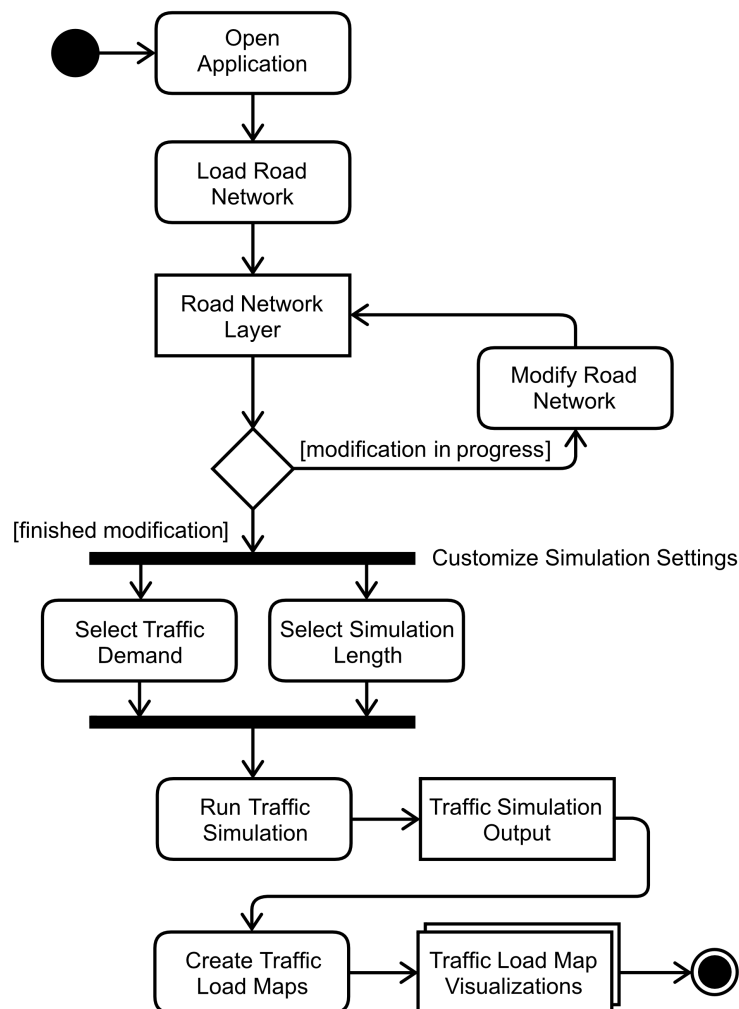 Open
Application
Load Road
Network
Road Network
Layer
Modify Road
Network
[modification in progress]
[finished modification]
Customize Simulation Settings
Select Traffic
Demand
Select Simulation
Length
Run Traffic
Simulation
Traffic Simulation
Output
Create Traffic
Load Maps
Traffic Load Map
Visualizations